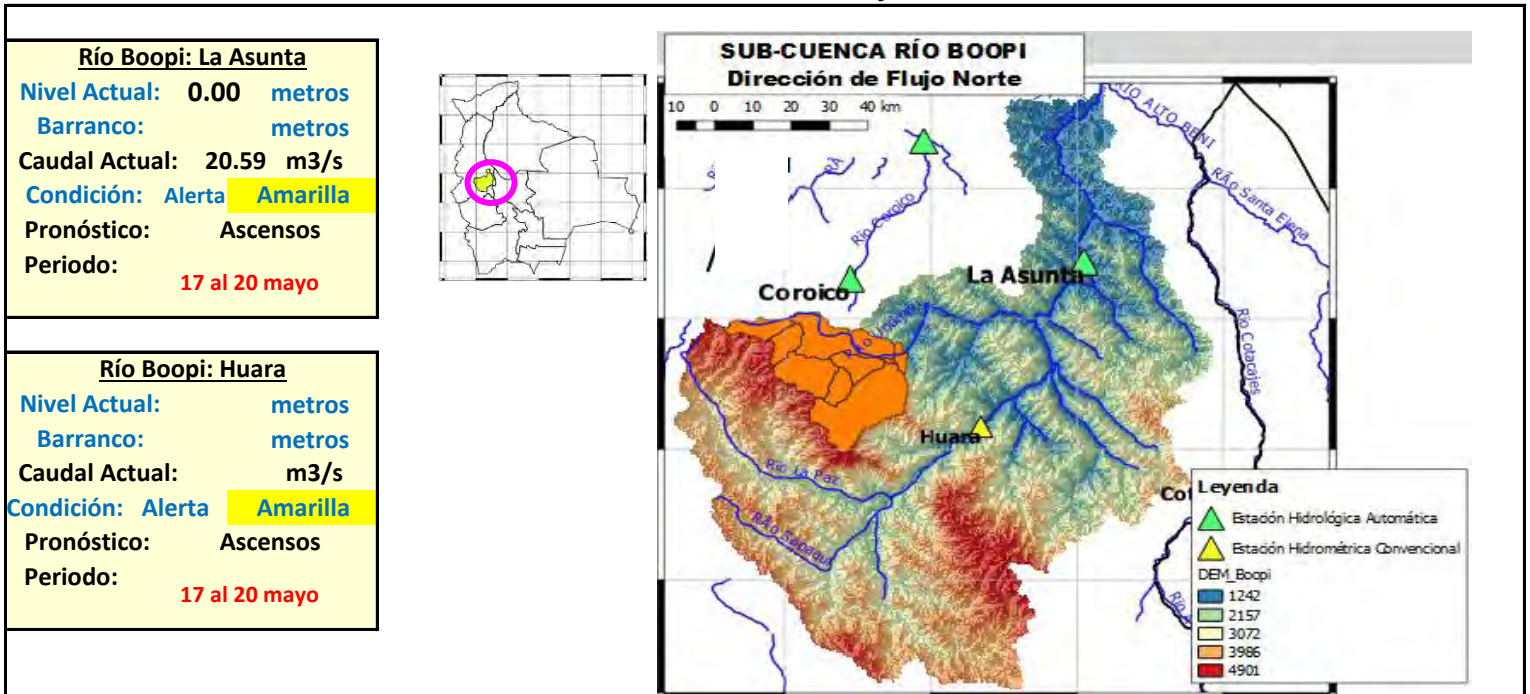 Río Boopi: La Asunta
Nivel Actual: 0.00 metros
Barranco: metros
Caudal Actual: 20.59 m3/s
Condición: Alerta Amarilla
Pronóstico: Ascensos
Periodo:
17 al 20 mayo
Río Boopi: Huara
Nivel Actual: metros
Barranco: metros
Caudal Actual: m3/s
Condición: Alerta Amarilla
Pronóstico: Ascensos
Periodo:
17 al 20 mayo
SUB-CUENCA RÍO BOOPI
Dirección de Flujo Norte
10 0 10 20 30 40 km
RÍO ALTO BENI
RÃo Santa Elena
Río Coroico
La Asunta
Coroico
Río Cotacajes
Huara
Río La Paz
RÃo Sapaqui
Leyenda
Estación Hidrológica Automática
Estación Hidrométrica Convencional
DEM_Boopi
1242
2157
3072
3986
4901